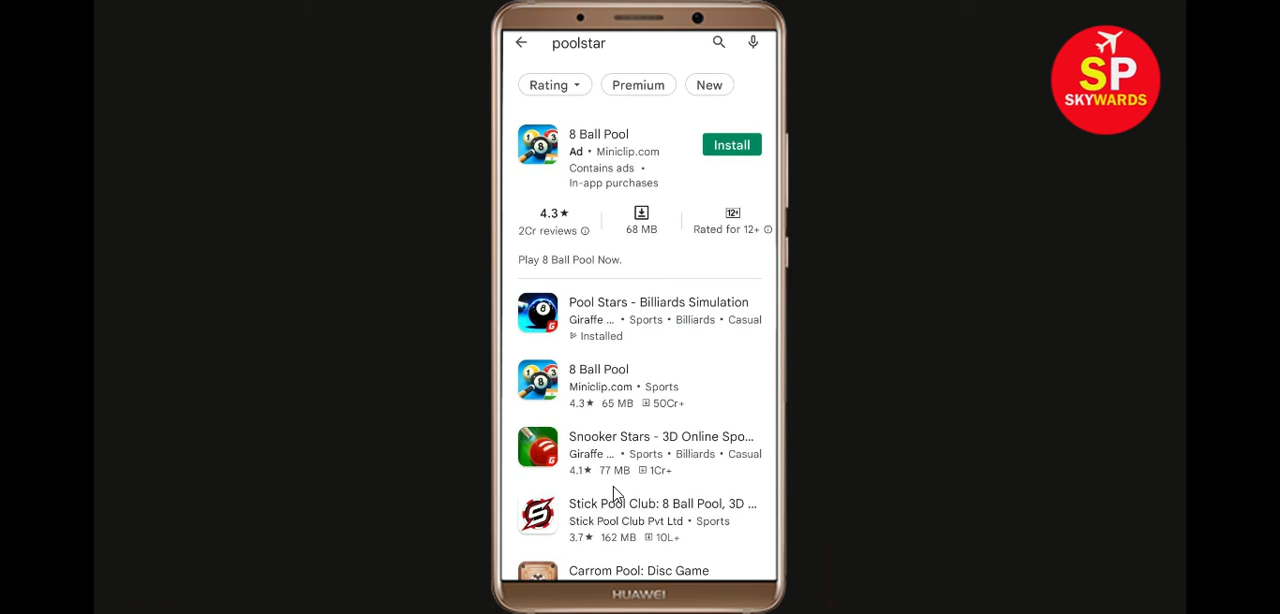 poolstar
Rating
Premium
New
8 Ball Pool
Ad • Miniclip.com
Contains ads •
In-app purchases
Install
4.3★
2Cr reviews
68 MB
12+
Rated for 12+
Play 8 Ball Pool Now.
Pool Stars - Billiards Simulation
Giraffe ... • Sports • Billiards • Casual
Installed
8 Ball Pool
Miniclip.com • Sports
4.3★ 65 MB 50Cr+
Snooker Stars - 3D Online Spo...
Giraffe ... • Sports • Billiards • Casual
4.1★ 77 MB 1Cr+
Stick Pool Club: 8 Ball Pool, 3D ...
Stick Pool Club Pvt Ltd • Sports
3.7★ 162 MB 10L+
Carrom Pool: Disc Game
HUAWEI
SP
SKYWARDS